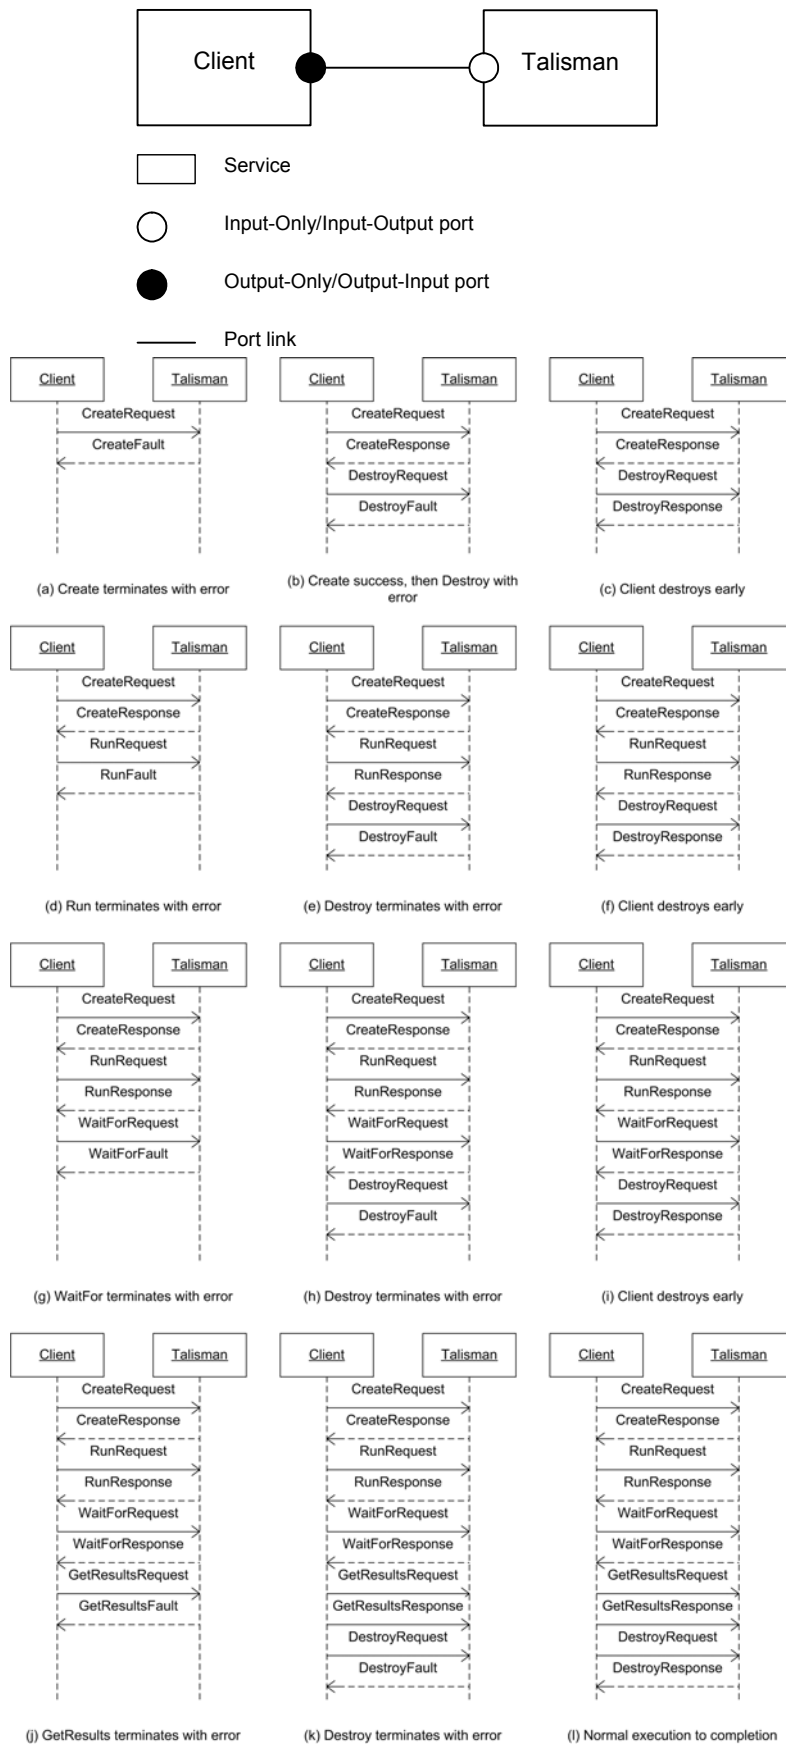 Client
Talisman
Service
Input-Only/Input-Output port
Output-Only/Output-Input port
Port link
Client
Talisman
CreateRequest
CreateFault
(a) Create terminates with error
Client
Talisman
CreateRequest
CreateResponse
DestroyRequest
DestroyFault
(b) Create success, then Destroy with
error
Client
Talisman
CreateRequest
CreateResponse
DestroyRequest
DestroyResponse
(c) Client destroys early
Client
Talisman
CreateRequest
CreateResponse
RunRequest
RunFault
(d) Run terminates with error
Client
Talisman
CreateRequest
CreateResponse
RunRequest
RunResponse
DestroyRequest
DestroyFault
(e) Destroy terminates with error
Client
Talisman
CreateRequest
CreateResponse
RunRequest
RunResponse
DestroyRequest
DestroyResponse
(f) Client destroys early
Client
Talisman
CreateRequest
CreateResponse
RunRequest
RunResponse
WaitForRequest
WaitForFault
(g) WaitFor terminates with error
Client
Talisman
CreateRequest
CreateResponse
RunRequest
RunResponse
WaitForRequest
WaitForResponse
DestroyRequest
DestroyFault
(h) Destroy terminates with error
Client
Talisman
CreateRequest
CreateResponse
RunRequest
RunResponse
WaitForRequest
WaitForResponse
DestroyRequest
DestroyResponse
(i) Client destroys early
Client
Talisman
CreateRequest
CreateResponse
RunRequest
RunResponse
WaitForRequest
WaitForResponse
GetResultsRequest
GetResultsFault
(j) GetResults terminates with error
Client
Talisman
CreateRequest
CreateResponse
RunRequest
RunResponse
WaitForRequest
WaitForResponse
GetResultsRequest
GetResultsResponse
DestroyRequest
DestroyFault
(k) Destroy terminates with error
Client
Talisman
CreateRequest
CreateResponse
RunRequest
RunResponse
WaitForRequest
WaitForResponse
GetResultsRequest
GetResultsResponse
DestroyRequest
DestroyResponse
(l) Normal execution to completion